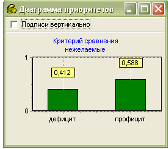 Диаграмма приоритетов
Подписи вертикально
Критерий сравнения
нежелаемые
1
0,588
0,412
0
дефицит
профицит